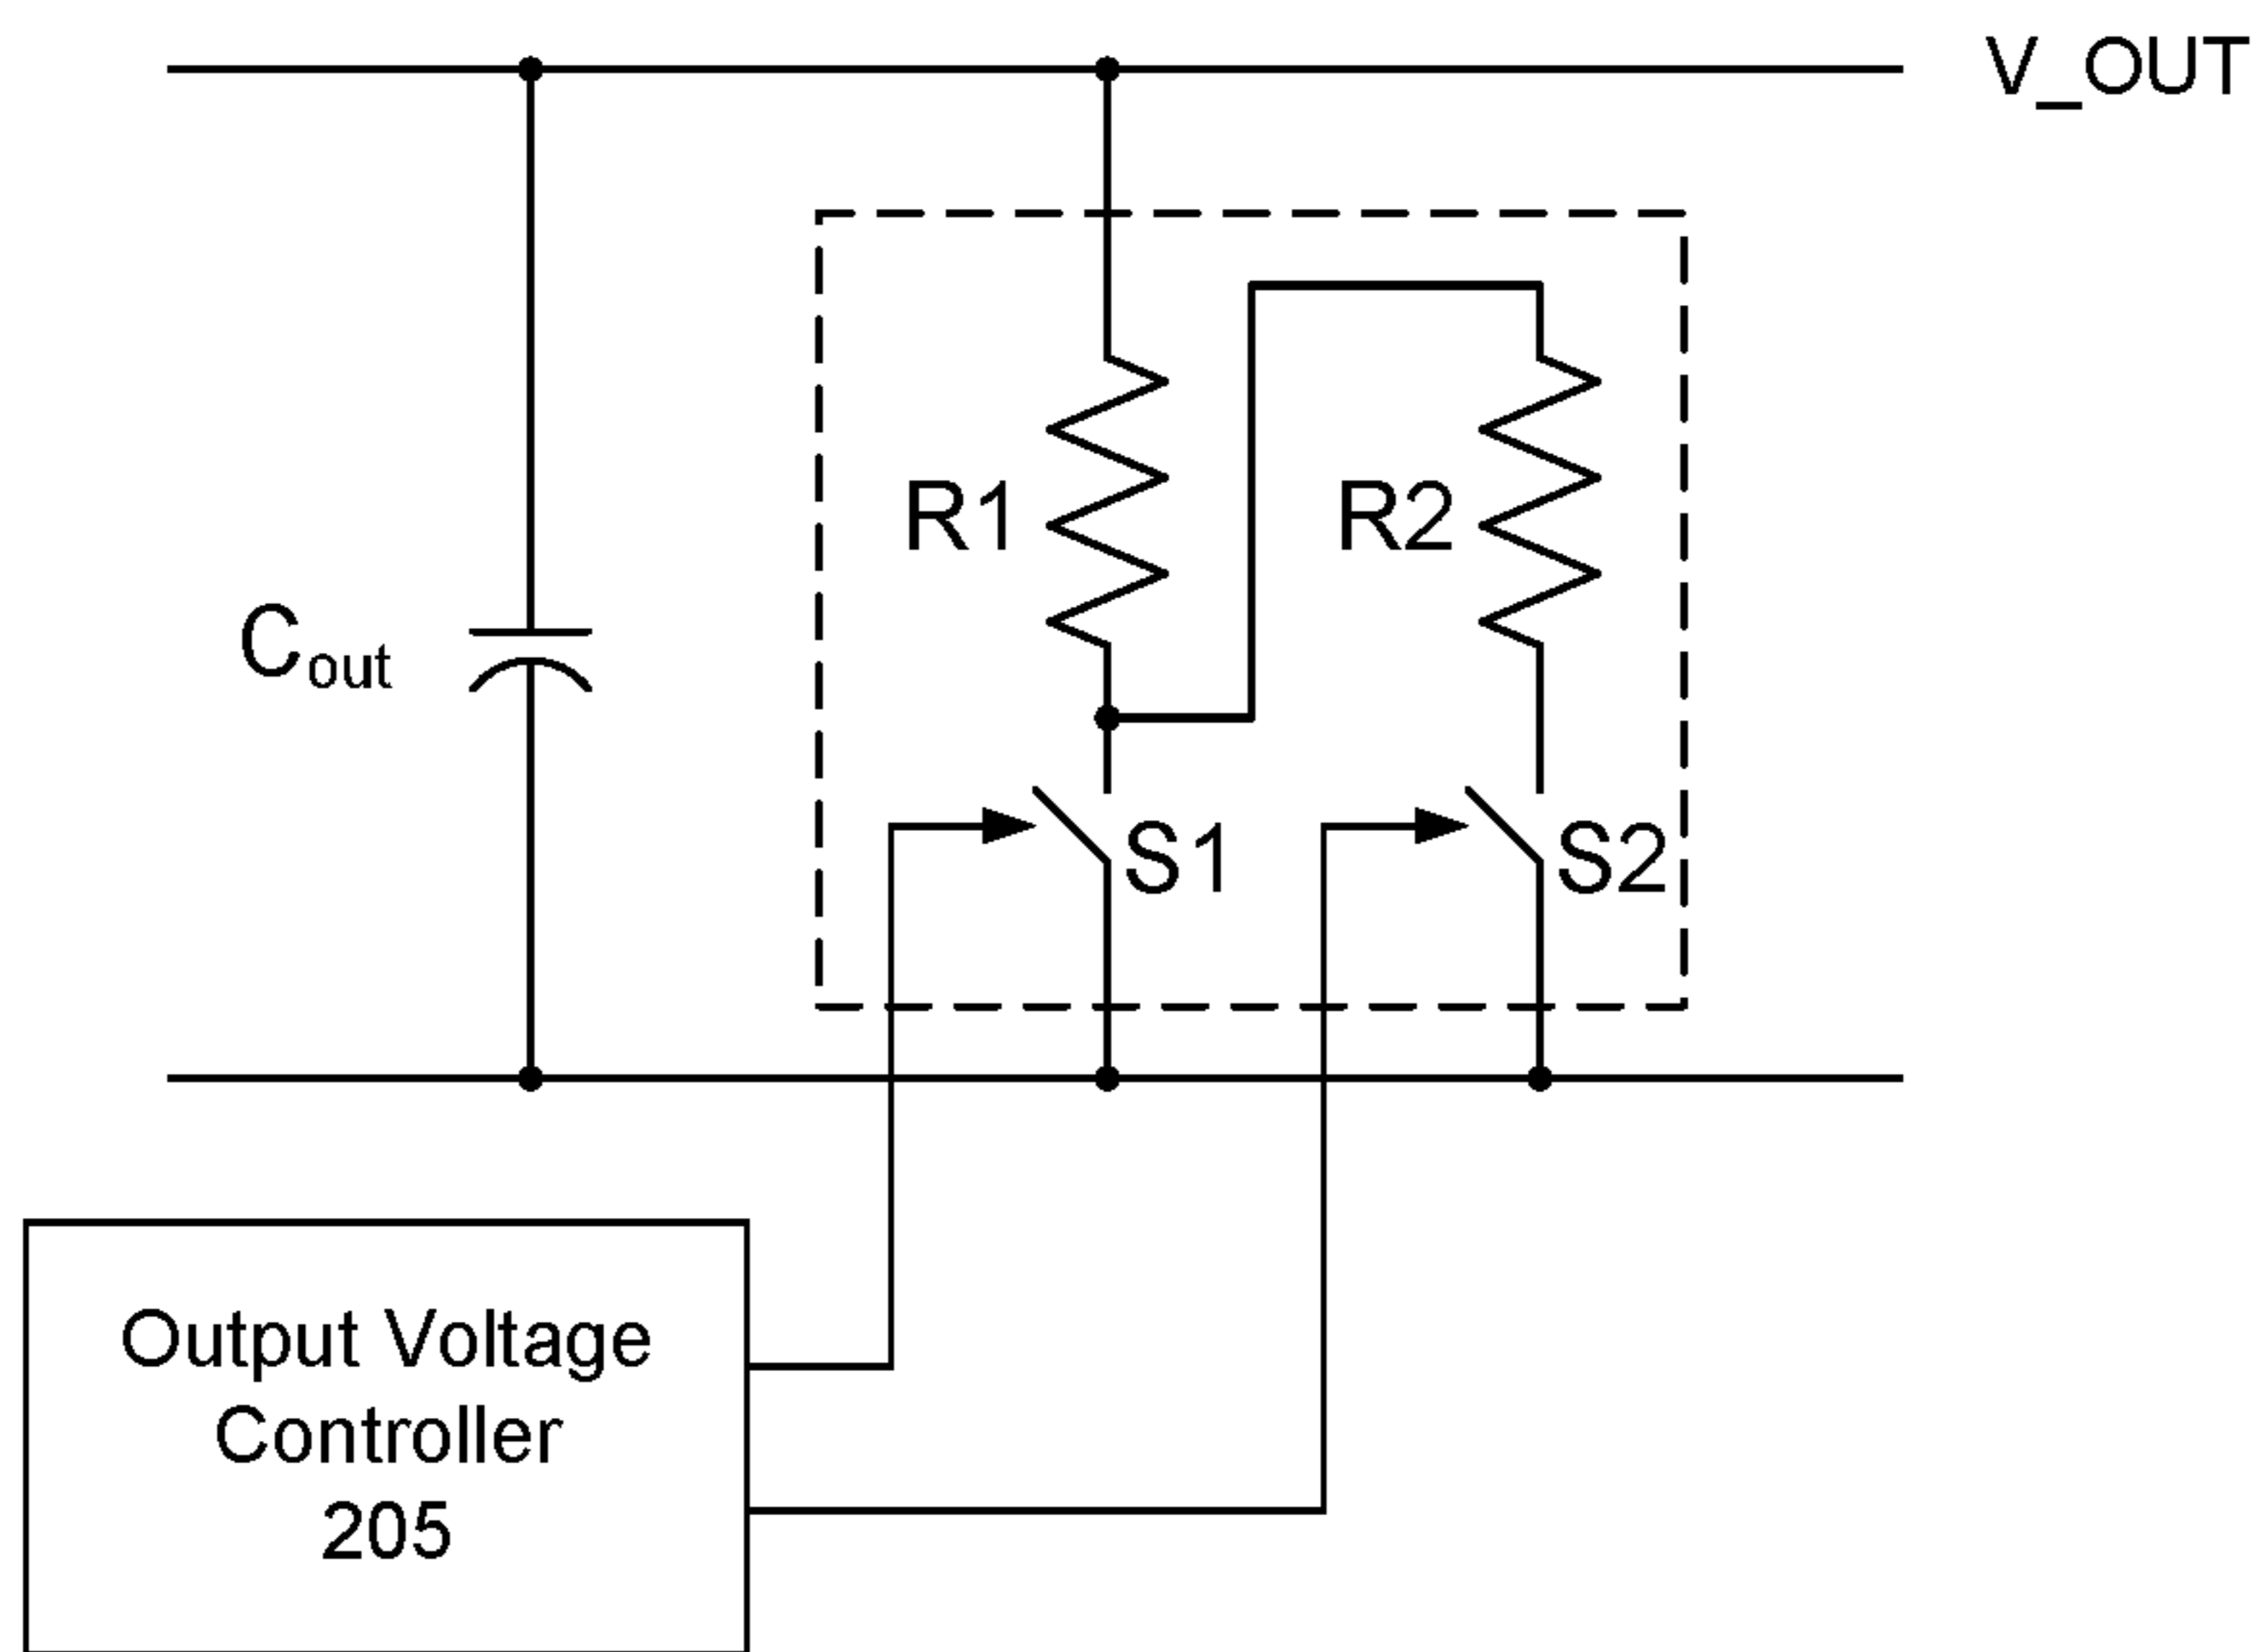 V_OUT
R1
R2
Cout
S1
S2
Output Voltage
Controller
205